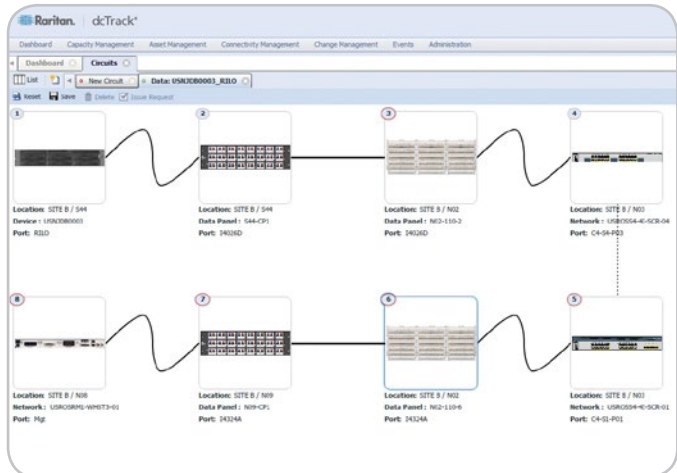 Raritan. dcTrack
Dashboard Capacity Management Asset Management Connectivity Management Change Management Events Administration
Dashboard Circuits
List New Circuit Data: USNJDB0003_RILO
Reset Save Delete Issue Request
1 2 3 4
Location: SITE B / S44 Location: SITE B / S44 Location: SITE B / N02 Location: SITE B / N03
Device: USNJDB0003 Data Panel: S44-CP1 Data Panel: N02-110-2 Network:
Port: RILO Port: I4026D Port: I4026D Port: C4-S4-P03
8 7 6 5
Location: SITE B / N08 Location: SITE B / N09 Location: SITE B / N02 Location: SITE B / N03
Network: Data Panel: N09-CP1 Data Panel: N02-110-6 Network:
Port: Mgt Port: I4324A Port: I4324A Port: C4-S1-P01